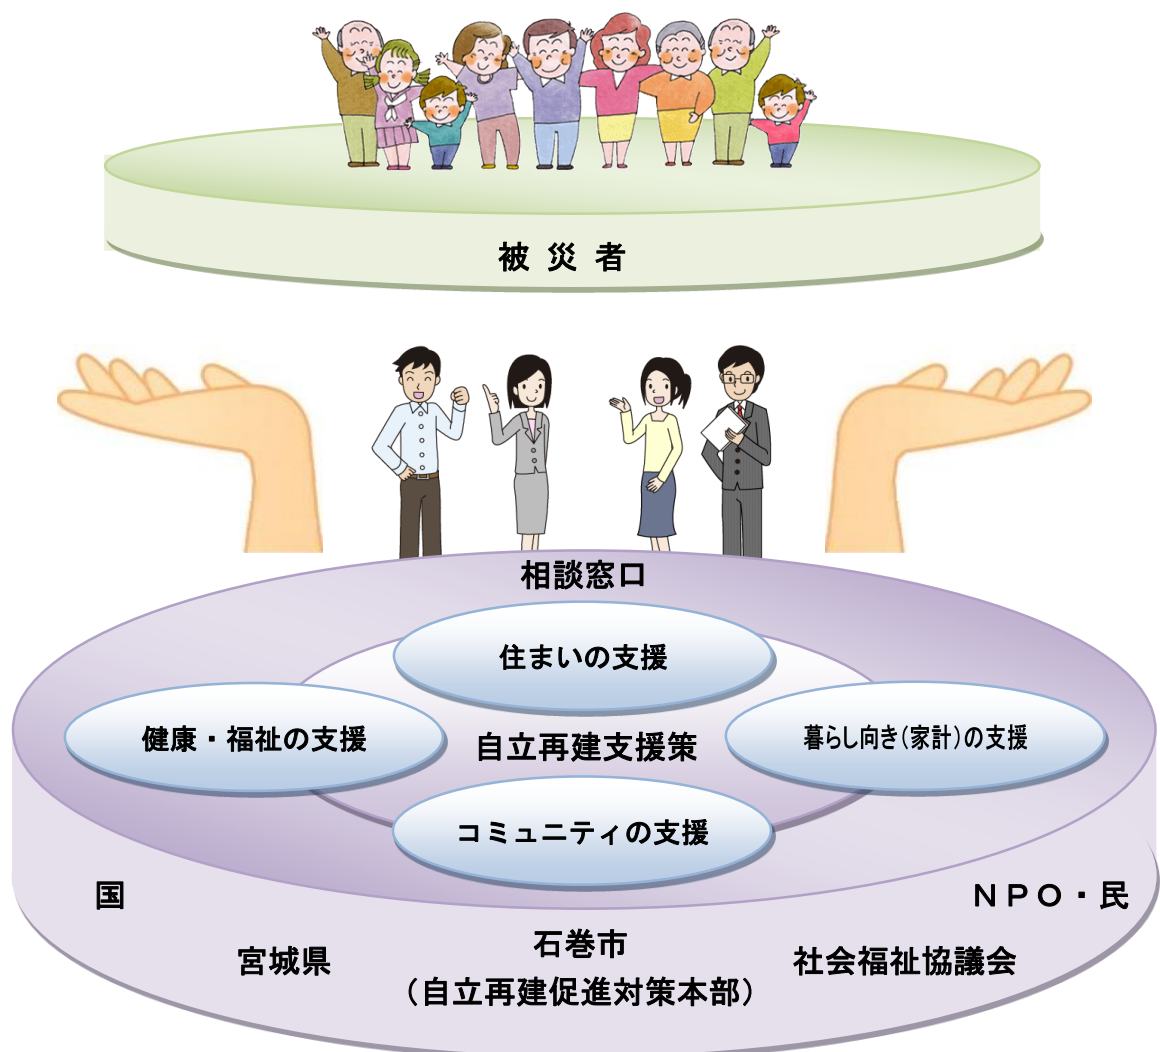 被災者
相談窓口
住まいの支援
健康・福祉の支援
自立再建支援策
暮らし向き(家計)の支援
コミュニティの支援
国
NPO・民
宮城県
石巻市
(自立再建促進対策本部)
社会福祉協議会